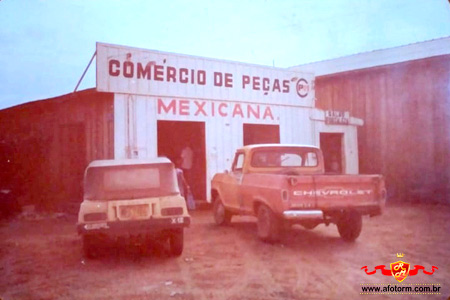 COMÉRCIO DE PEÇAS
MEXICANA
CHEVROLET
www.afotorm.com.br